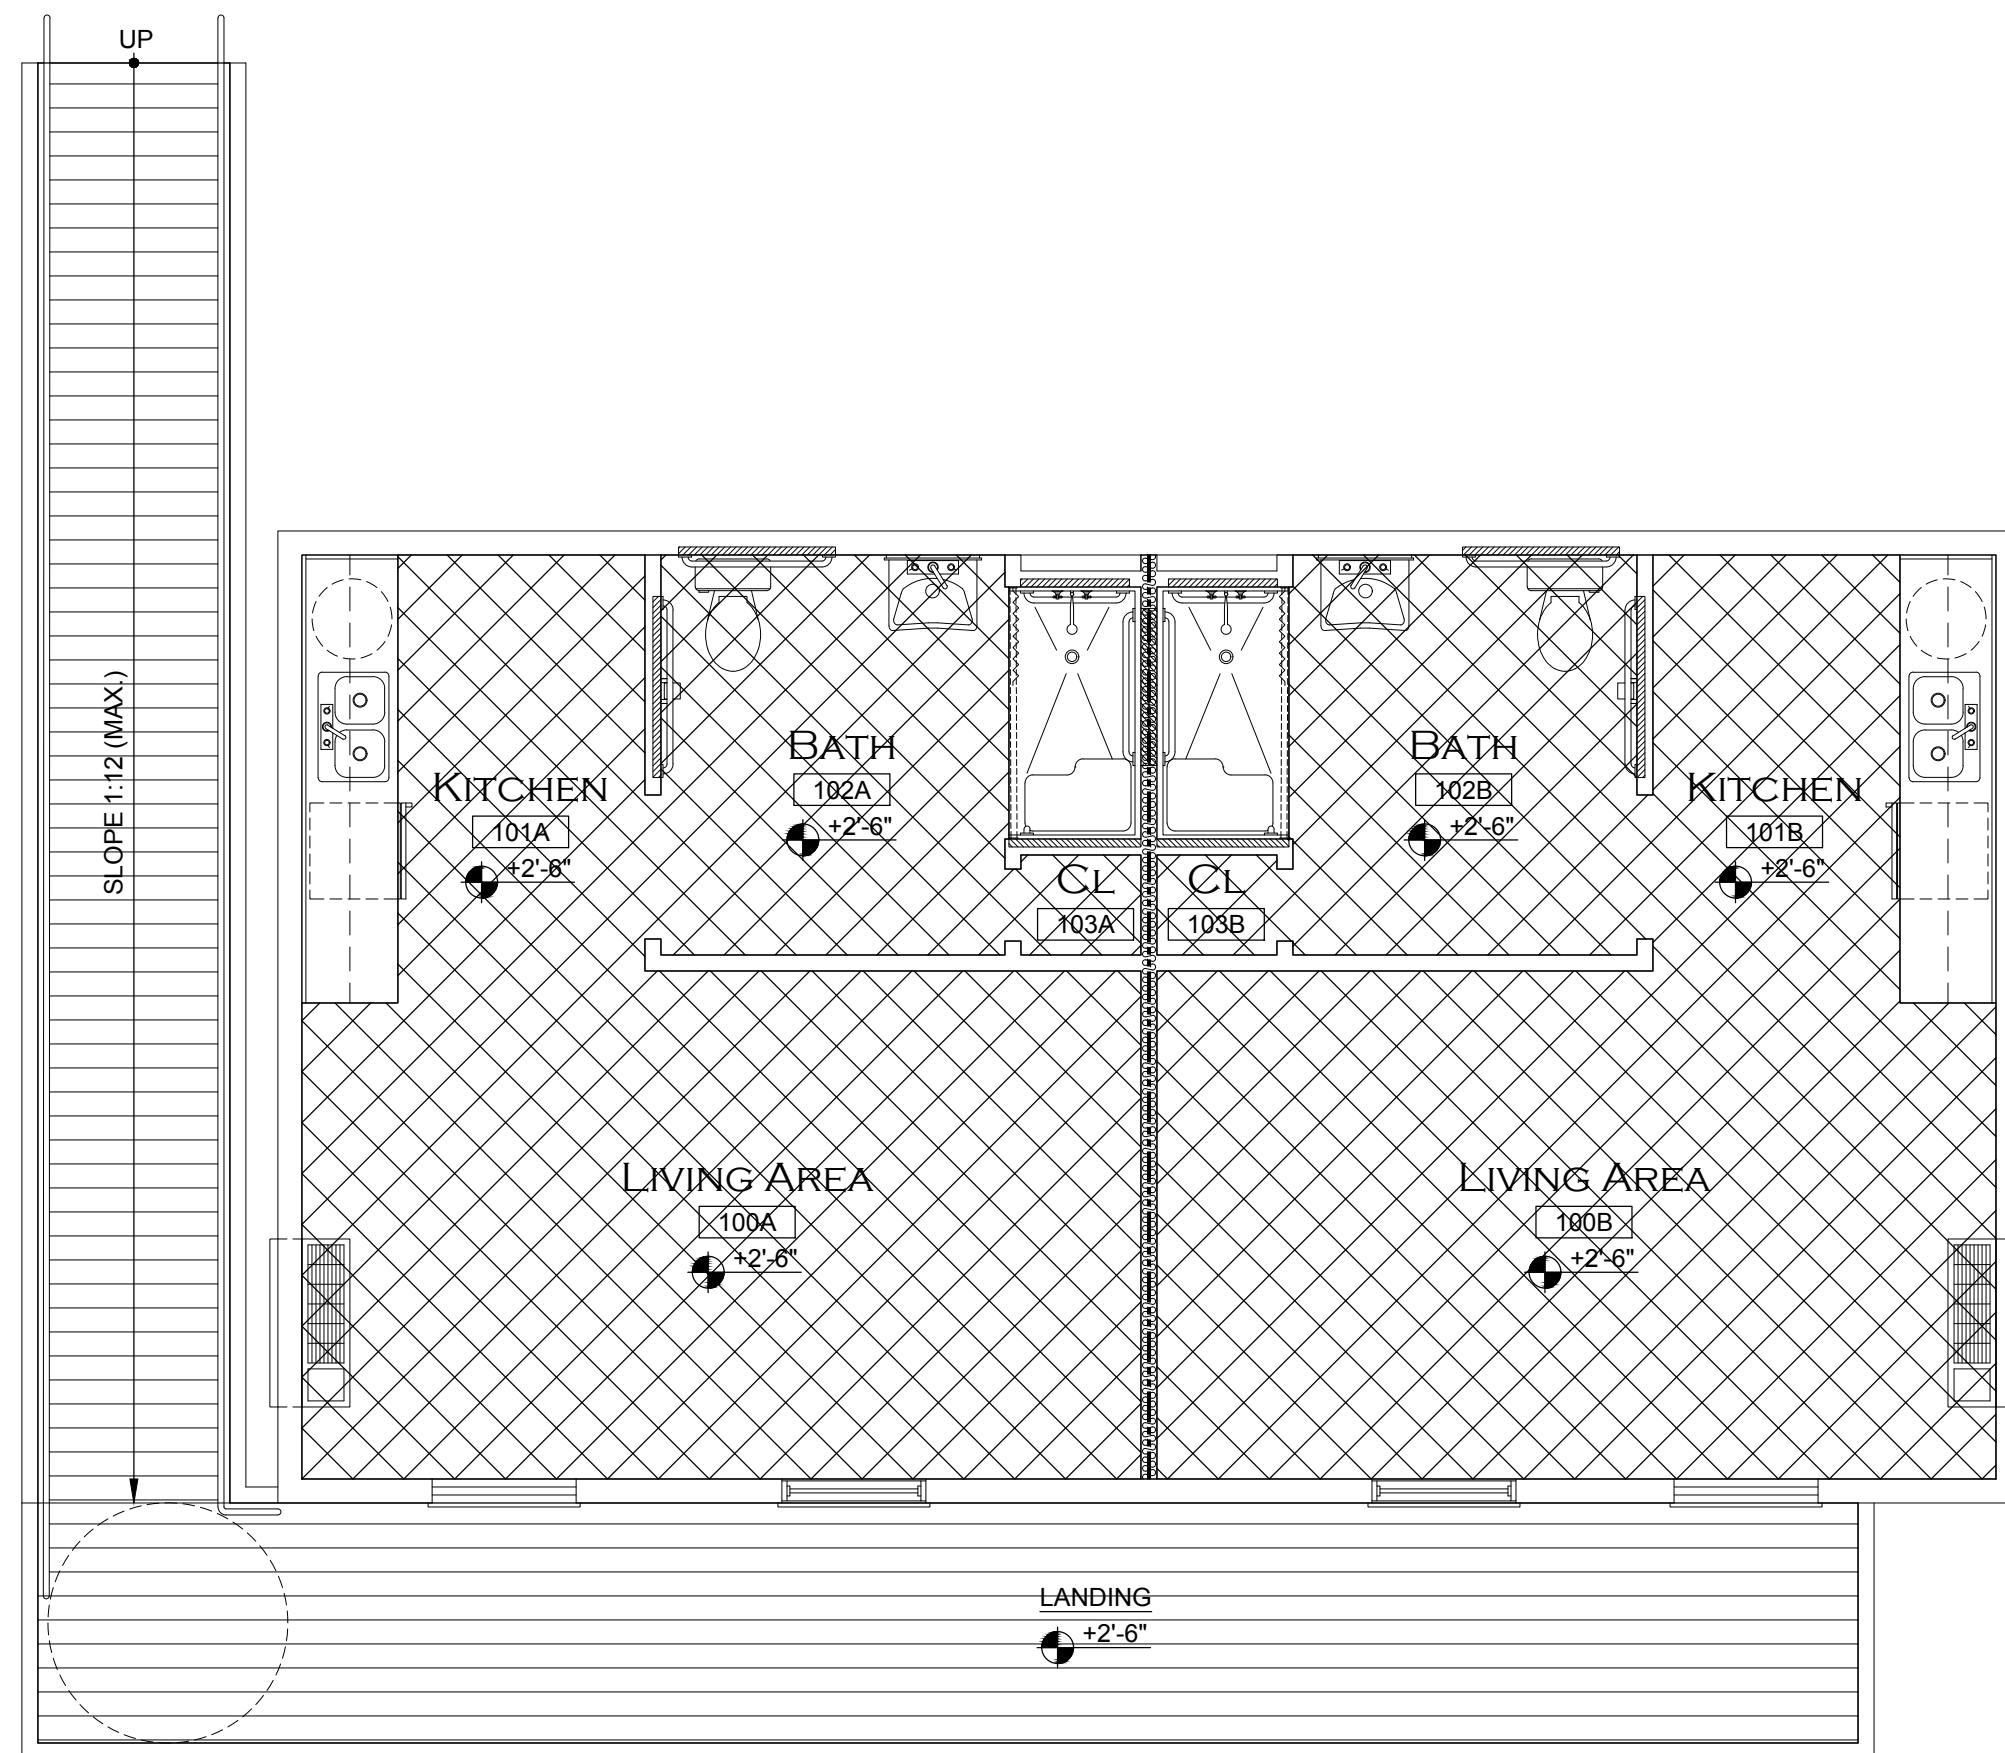 UP
SLOPE 1:12 (MAX.)
KITCHEN
101A
+2'-6"
BATH
102A
+2'-6"
CL
103A
CL
103B
BATH
102B
+2'-6"
KITCHEN
101B
+2'-6"
LIVING AREA
100A
+2'-6"
LIVING AREA
100B
+2'-6"
LANDING
+2'-6"